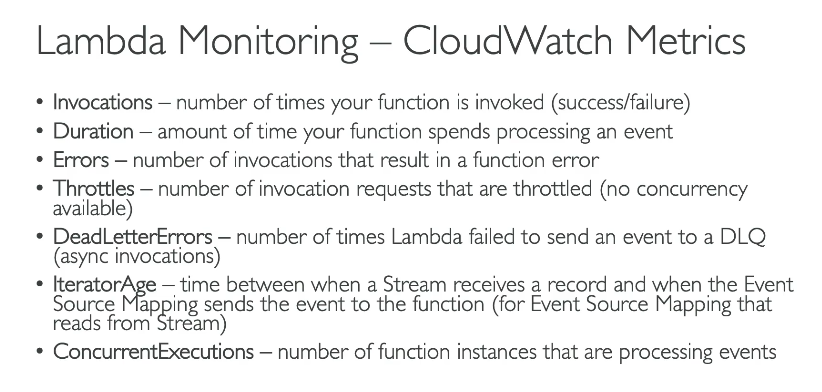 Lambda Monitoring – CloudWatch Metrics
• Invocations – number of times your function is invoked (success/failure)
• Duration – amount of time your function spends processing an event
• Errors – number of invocations that result in a function error
• Throttles – number of invocation requests that are throttled (no concurrency
available)
• DeadLetterErrors – number of times Lambda failed to send an event to a DLQ
(async invocations)
• IteratorAge – time between when a Stream receives a record and when the Event
Source Mapping sends the event to the function (for Event Source Mapping that
reads from Stream)
• ConcurrentExecutions – number of function instances that are processing events